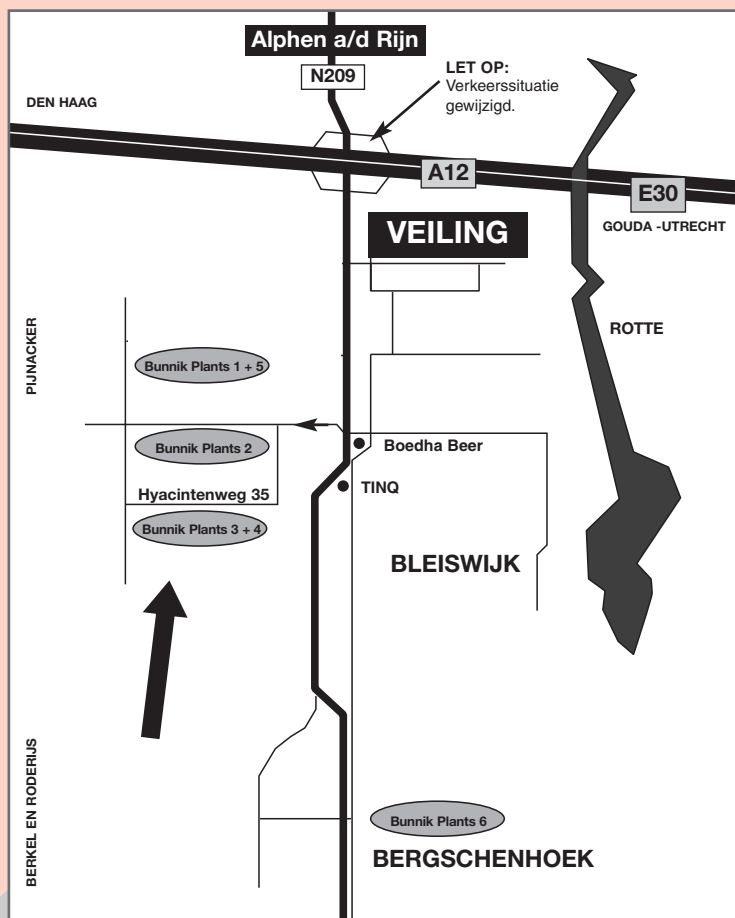 Alphen a/d Rijn
N209
LET OP:
Verkeerssituatie
gewijzigd.
DEN HAAG
A12
E30
GOUDA -UTRECHT
VEILING
PIJNACKER
ROTTE
Bunnik Plants 1 + 5
Bunnik Plants 2
Boedha Beer
Hyacintenweg 35
TINQ
Bunnik Plants 3 + 4
BLEISWIJK
BERKEL EN RODERIJS
Bunnik Plants 6
BERGSCHENHOEK